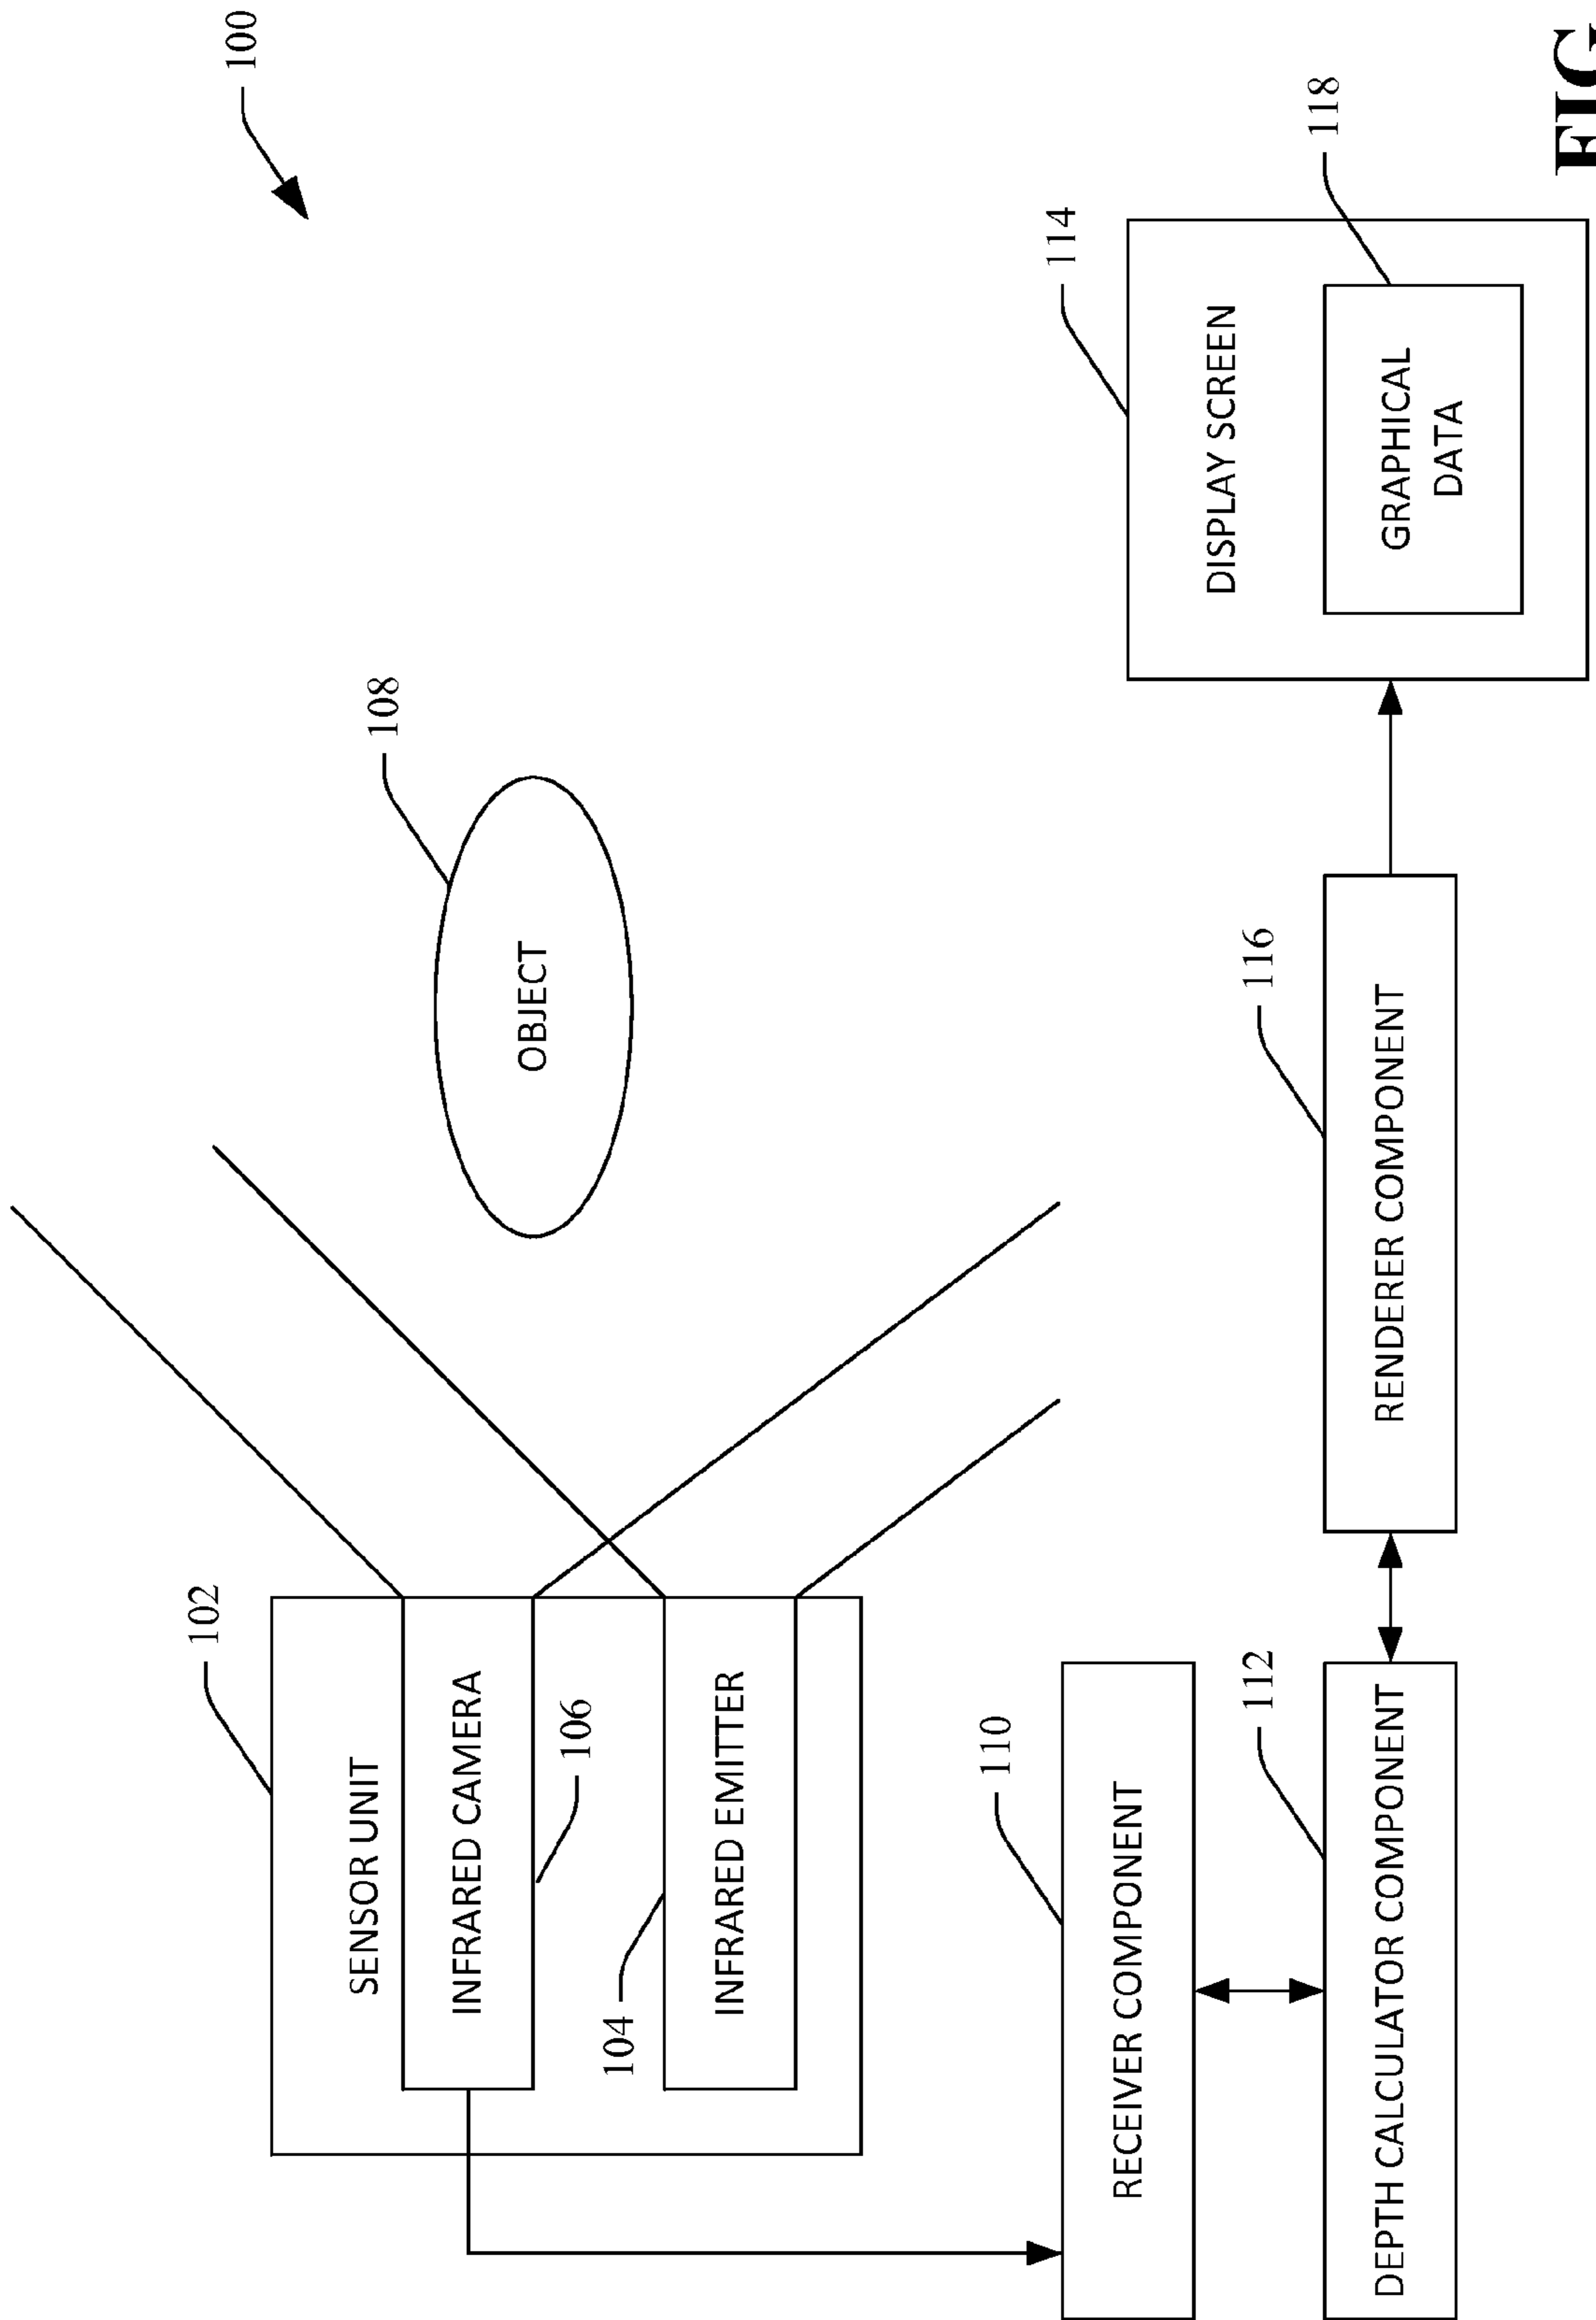 100
102
SENSOR UNIT
INFRARED CAMERA
106
104
INFRARED EMITTER
108
OBJECT
110
RECEIVER COMPONENT
112
DEPTH CALCULATOR COMPONENT
116
RENDERER COMPONENT
114
DISPLAY SCREEN
118
GRAPHICAL
DATA
FIG